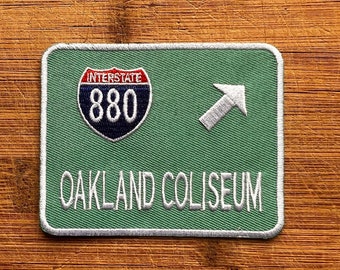 INTERSTATE
880
OAKLAND COLISEUM